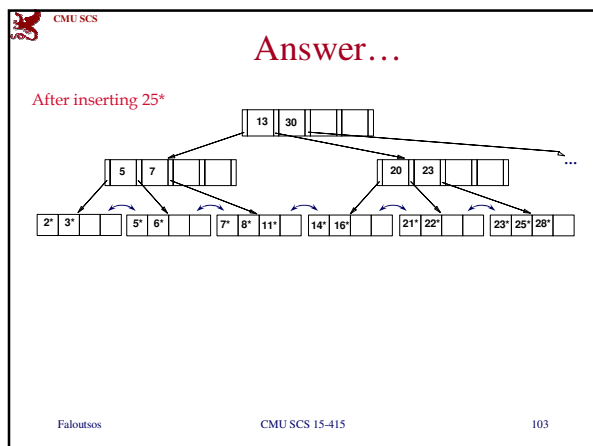 CMU SCS
Answer…
After inserting 25*
13 30
...
5 7
20 23
2* 3* 5* 6* 7* 8* 11* 14* 16* 21* 22* 23* 25* 28*
Faloutsos CMU SCS 15-415 103